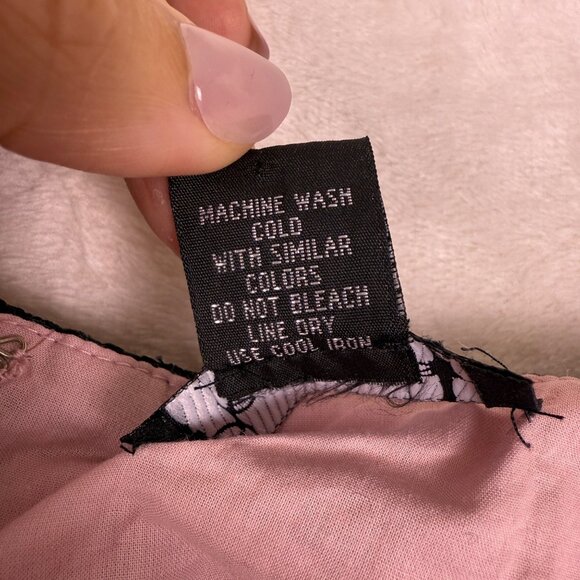 MACHINE WASH
COLD
WITH SIMILAR
COLORS
DO NOT BLEACH
LINE DRY
USE COOL IRON